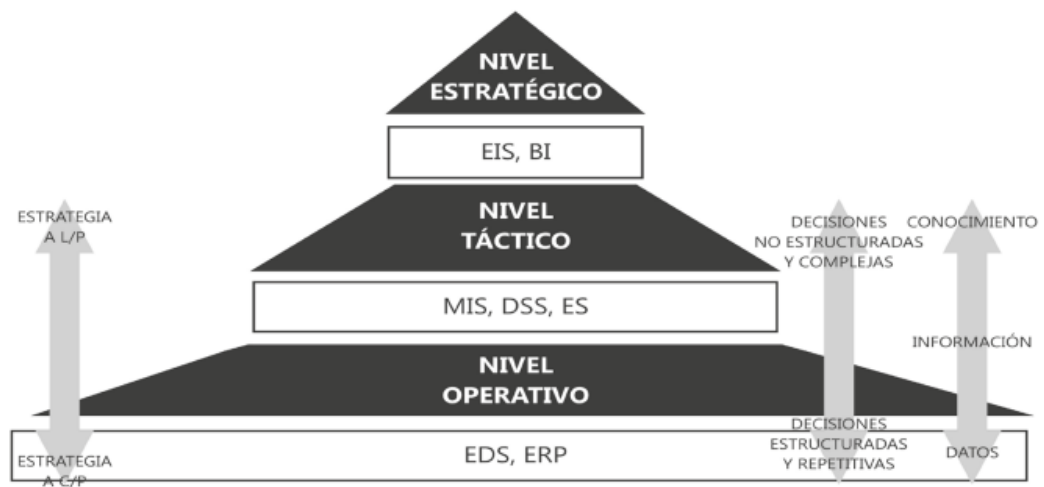 NIVEL
ESTRATÉGICO
EIS, BI
ESTRATEGIA
A L/P
NIVEL
TÁCTICO
DECISIONES
NO ESTRUCTURADAS
Y COMPLEJAS
CONOCIMIENTO
MIS, DSS, ES
INFORMACIÓN
NIVEL
OPERATIVO
ESTRATEGIA
A C/P
EDS, ERP
DECISIONES
ESTRUCTURADAS
Y REPETITIVAS
DATOS